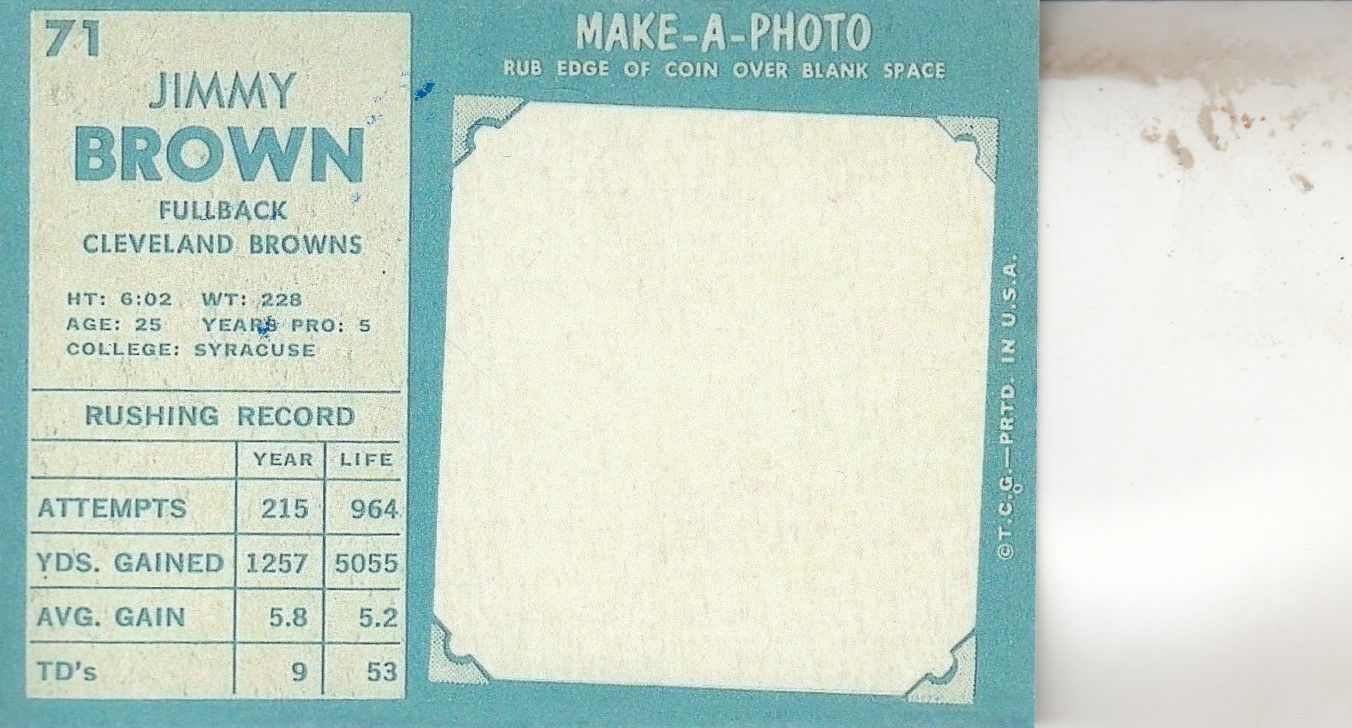 71
JIMMY
BROWN
FULLBACK
CLEVELAND BROWNS
HT: 6:02 WT: 228
AGE: 25 YEARS PRO: 5
COLLEGE: SYRACUSE
RUSHING RECORD
YEAR LIFE
ATTEMPTS 215 964
YDS. GAINED 1257 5055
AVG. GAIN 5.8 5.2
TD's 9 53
MAKE-A-PHOTO
RUB EDGE OF COIN OVER BLANK SPACE
©T.C.G.—PRTD. IN U.S.A.